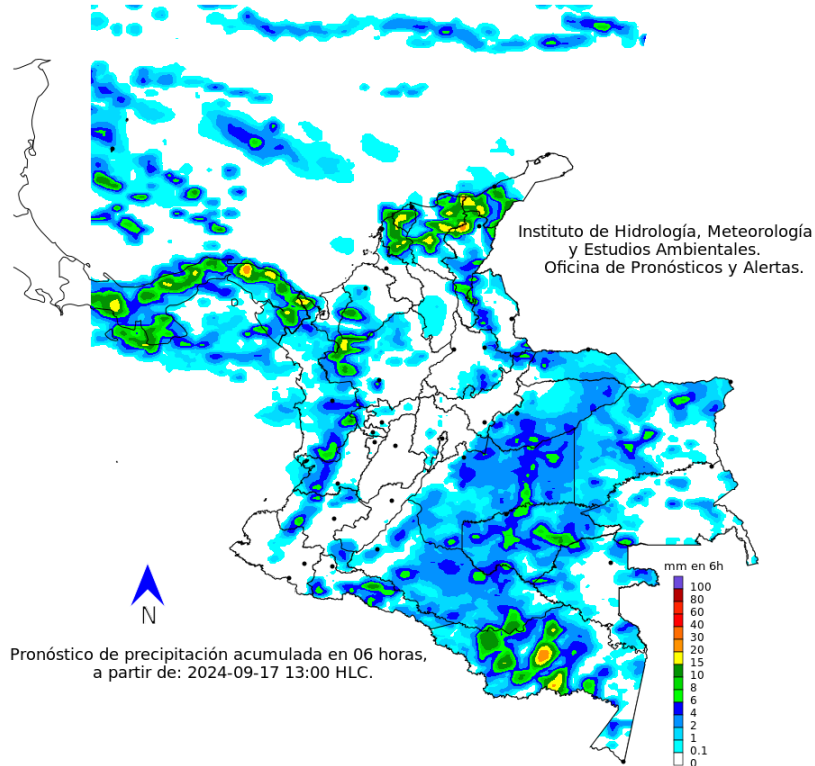 Instituto de Hidrología, Meteorología
y Estudios Ambientales.
Oficina de Pronósticos y Alertas.
mm en 6h
100
80
60
40
30
20
15
10
8
6
4
2
1
0.1
0
N
Pronóstico de precipitación acumulada en 06 horas,
a partir de: 2024-09-17 13:00 HLC.